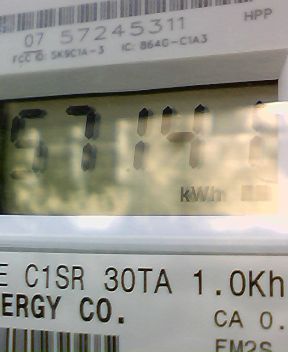 HPP
07 57245311
FCC ID: SK9C1A-3 IC: 864G-C1A3
5714
kWh
E C1SR 30TA 1.0Kh
ERGY CO.
CA 0.
FM2S